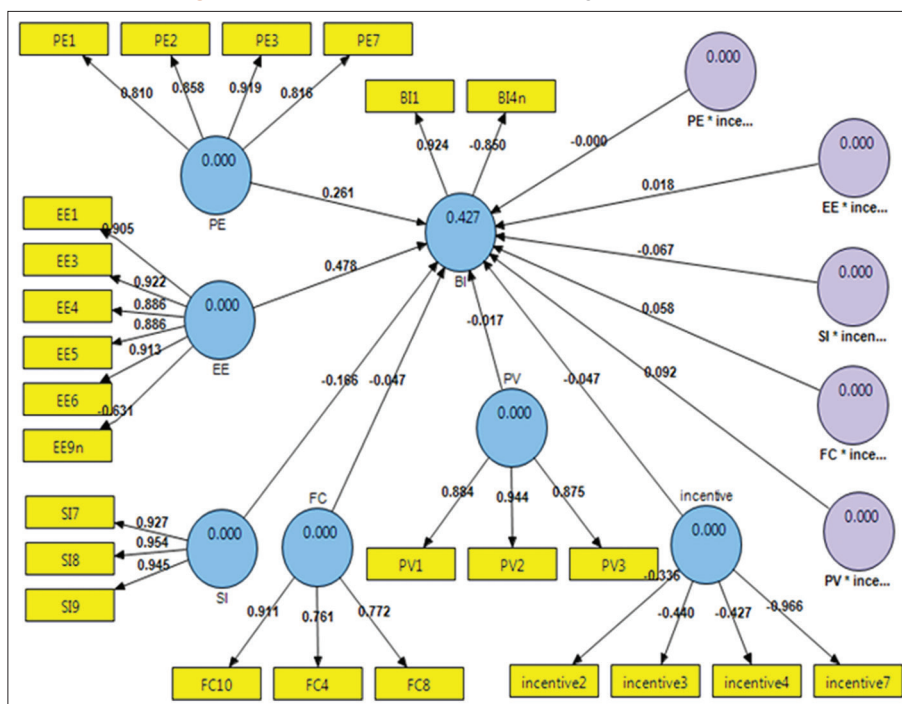 PE1 PE2 PE3 PE7
0.810 0.858 0.919 0.816
0.000
PE
0.261
BI1 BI4n
0.924 -0.850
0.427
BI
0.000
PE * ince...
-0.000
0.000
EE * ince...
0.018
0.000
SI * incen...
-0.067
0.000
FC * ince...
0.058
0.000
PV * ince...
0.092
EE1
EE3
EE4
EE5
EE6
EE9n
0.905
0.922
0.886
0.886
0.913
-0.631
0.000
EE
0.478
SI7
SI8
SI9
0.927
0.954
0.945
0.000
SI
-0.166
FC
0.000
-0.047
0.911 0.761 0.772
FC10 FC4 FC8
PV
0.000
-0.017
0.884 0.944 0.875
PV1 PV2 PV3
incentive
0.000
-0.047
-0.336 -0.440 -0.427 -0.966
incentive2 incentive3 incentive4 incentive7